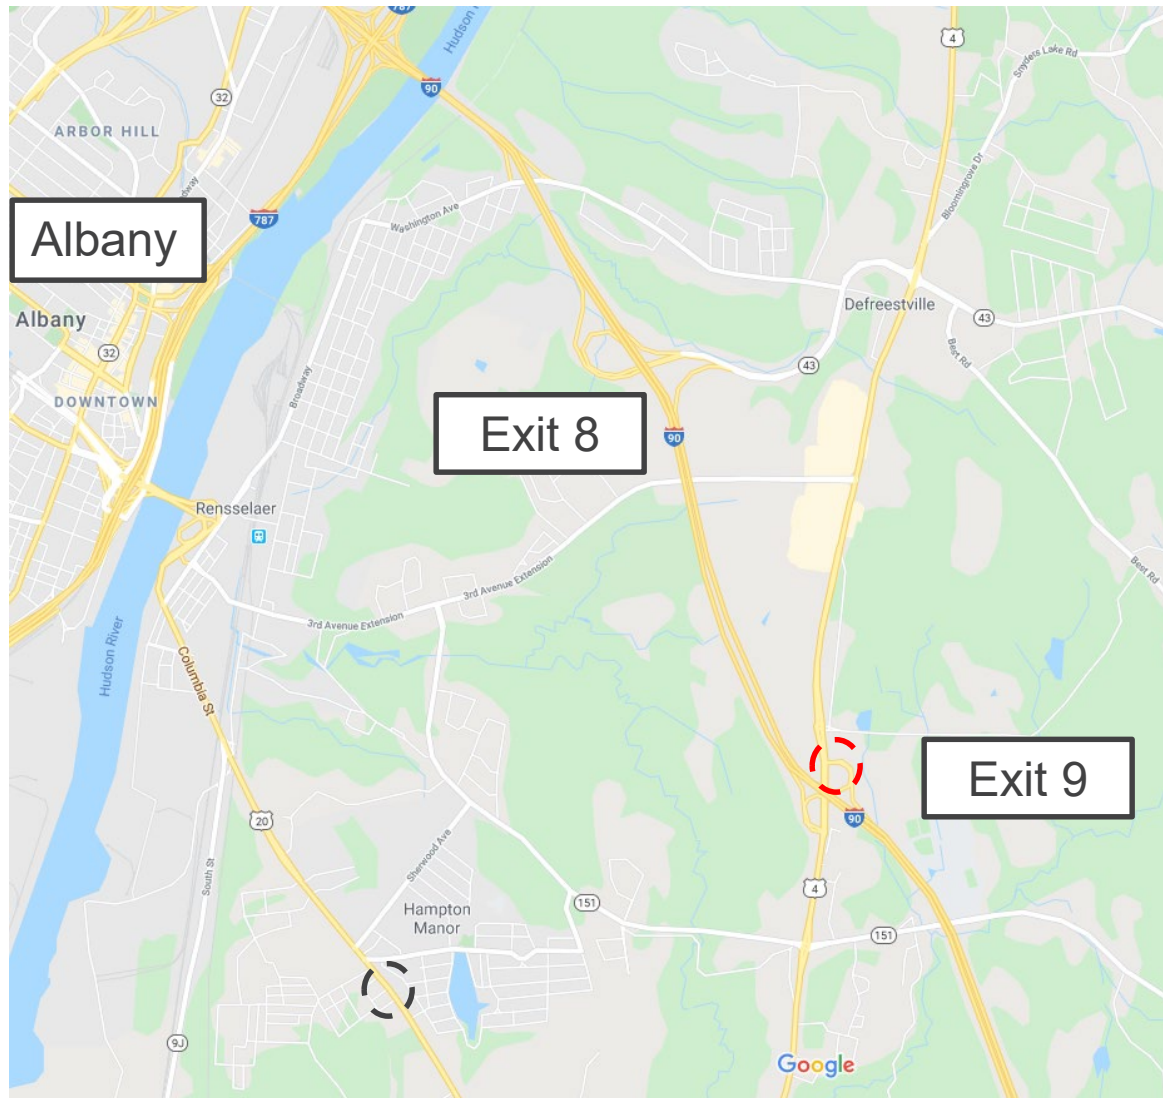 787
Hudson
4
Snyders Lake Rd
90
32
ARBOR HILL
Bloomingrove Dr
787
Washington Ave
Albany
Defreestville
43
Albany
32
43
Best Rd
DOWNTOWN
Broadway
Exit 8
90
Rensselaer
Best Rd
3rd Avenue Extension
3rd Avenue Extension
Hudson River
Columbia St
Exit 9
20
90
Sherwood Ave
South St
4
151
Hampton
Manor
151
9J
Google